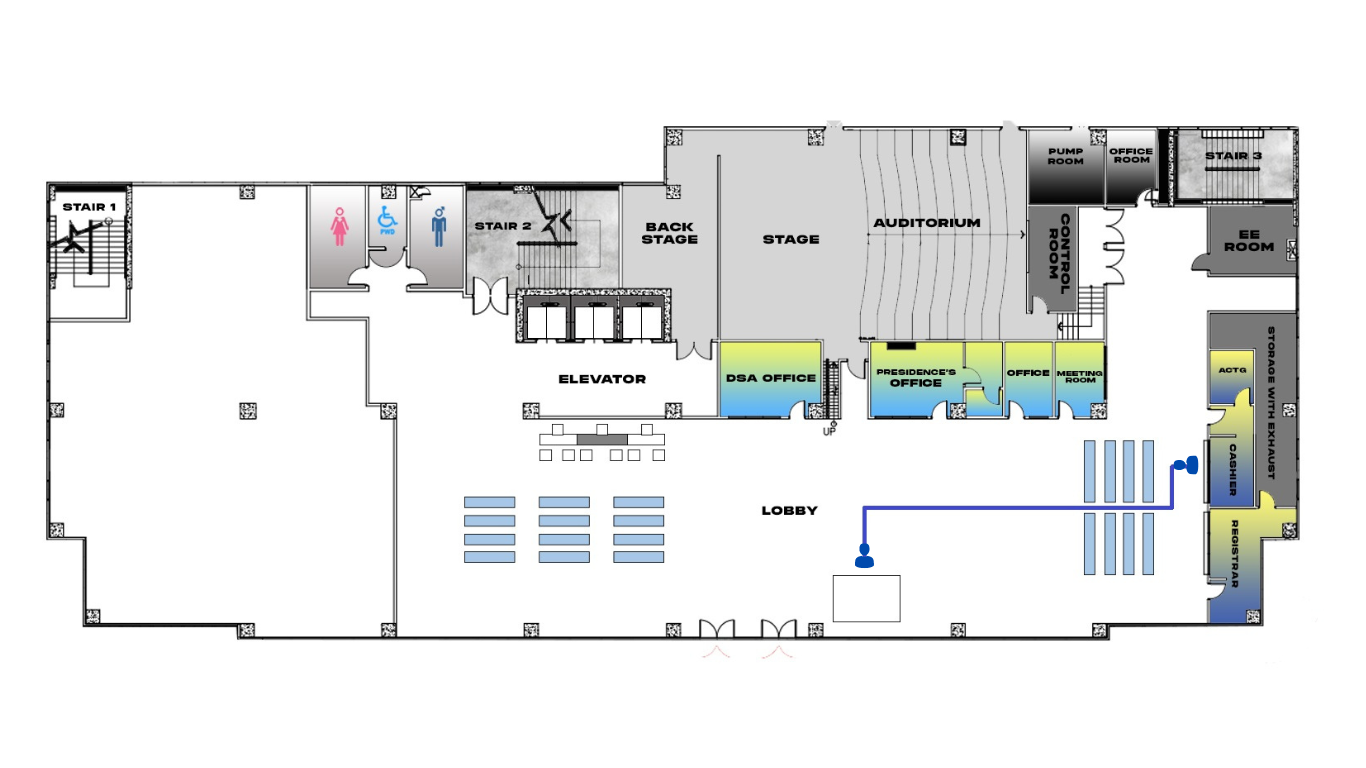 PUMP
ROOM
OFFICE
ROOM
STAIR 3
STAIR 1
PWD
STAIR 2
BACK
STAGE
STAGE
AUDITORIUM
CONTROL
ROOM
EE
ROOM
ELEVATOR
DSA OFFICE
PRESIDENCE'S
OFFICE
OFFICE
MEETING
ROOM
ACTG
STORAGE WITH EXHAUST
UP
CASHIER
LOBBY
REGISTRAR